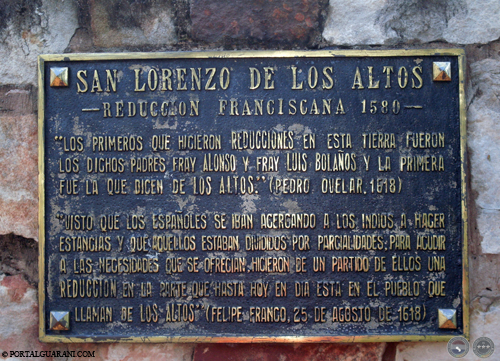 SAN LORENZO DE LOS ALTOS
— REDUCCION FRANCISCANA 1580 —
"LOS PRIMEROS QUE HICIERON REDUCCIONES EN ESTA TIERRA FUERON
LOS DICHOS PADRES FRAY ALONSO Y FRAY LUIS BOLAÑOS Y LA PRIMERA
FUE LA QUE DICEN DE LOS ALTOS." (PEDRO OUELAR, 1618)
"VISTO QUE LOS ESPAÑOLES SE IBAN ACERCANDO A LOS INDIOS, A HACER
ESTANCIAS Y QUE AQUELLOS ESTABAN DIVIDIDOS POR PARCIALIDADES, PARA ACUDIR
A LAS NECESIDADES QUE SE OFRECIAN, HICIERON DE UN PARTIDO DE ELLOS UNA
REDUCCION EN LA PARTE QUE HASTA HOY EN DIA ESTA EN EL PUEBLO QUE
LLAMAN DE LOS ALTOS" (FELIPE FRANCO, 25 DE AGOSTO DE 1618)
© PORTALGUARANI.COM